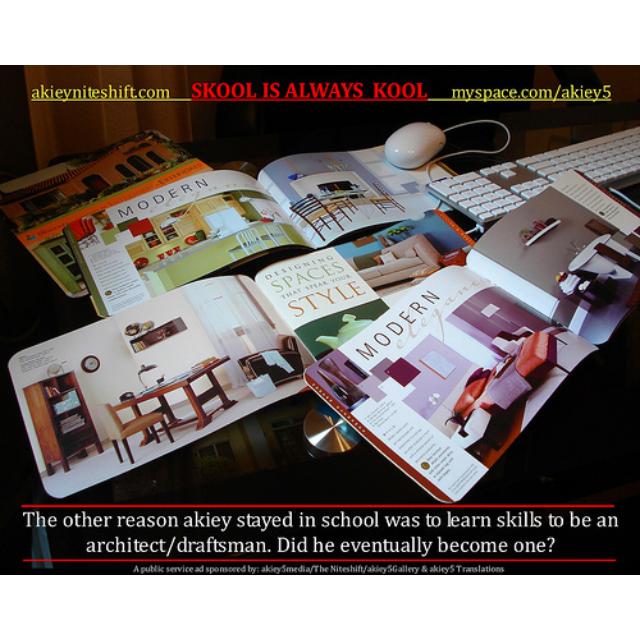 akieyniteshift.com SKOOL IS ALWAYS KOOL myspace.com/akiey5
MODERN
DESIGNING
SPACES
THAT SPEAK YOUR
STYLE
MODERN
elegance
The other reason akiey stayed in school was to learn skills to be an
architect/draftsman. Did he eventually become one?
A public service ad sponsored by: akiey5media/The Niteshift/akiey5Gallery & akiey5 Translations